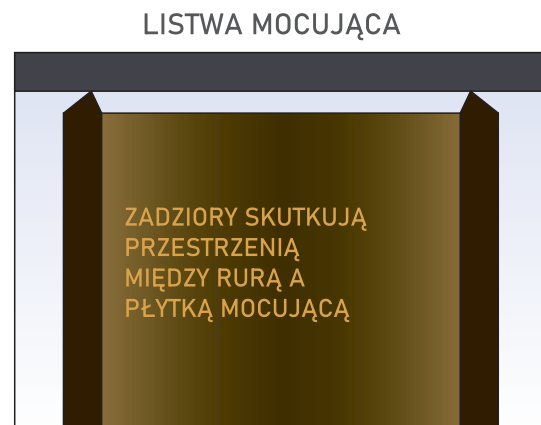 LISTWA MOCUJĄCA
ZADZIORY SKUTKUJĄ
PRZESTRZENIĄ
MIĘDZY RURĄ A
PŁYTKĄ MOCUJĄCĄ